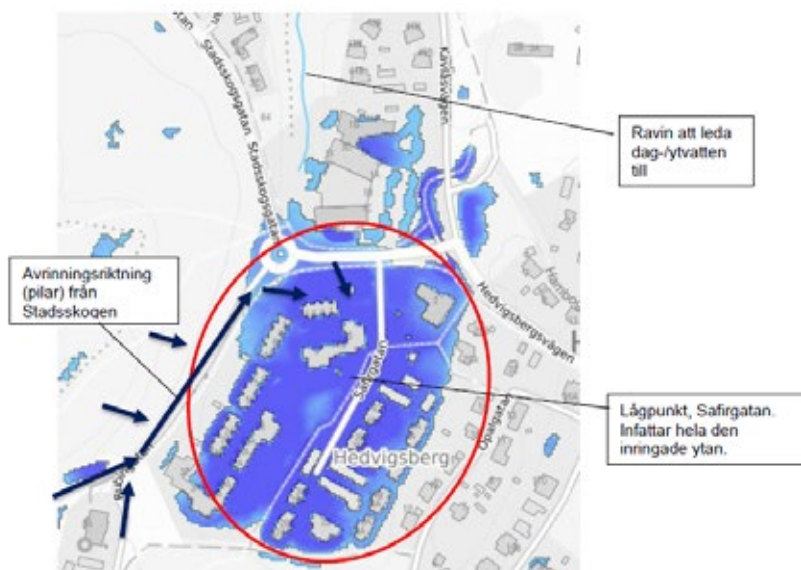 Stadsskogsgatan
Stadsskogsgatan
Kavllåsvägen
Ravin att leda
dag-/ytvatten
till
Avrinningsriktning
(pilar) från
Stadsskogen
Hedvigsbergsvägen
Safirgatan
Opalgatan
Lågpunkt, Safirgatan.
Infattar hela den
inringade ytan.
Hedvigsberg